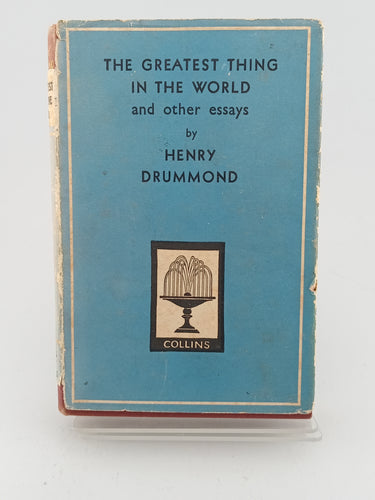 THE GREATEST THING
IN THE WORLD
and other essays
by
HENRY
DRUMMOND
COLLINS